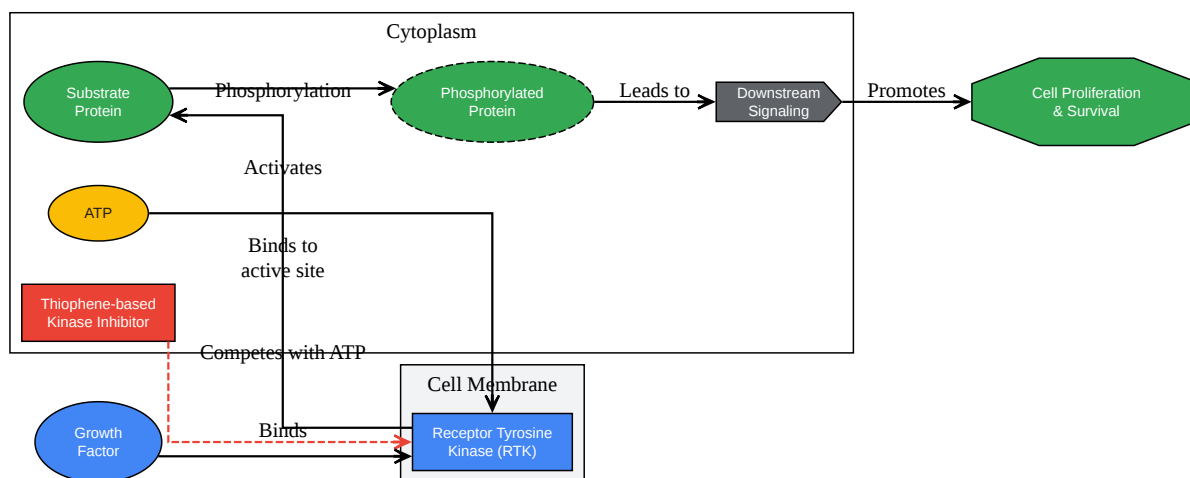 Cytoplasm
Substrate
Protein
Phosphorylation
Phosphorylated
Protein
Leads to
Downstream
Signaling
Promotes
Cell Proliferation
& Survival
Activates
ATP
Binds to
active site
Thiophene-based
Kinase Inhibitor
Competes with ATP
Cell Membrane
Growth
Factor
Binds
Receptor Tyrosine
Kinase (RTK)